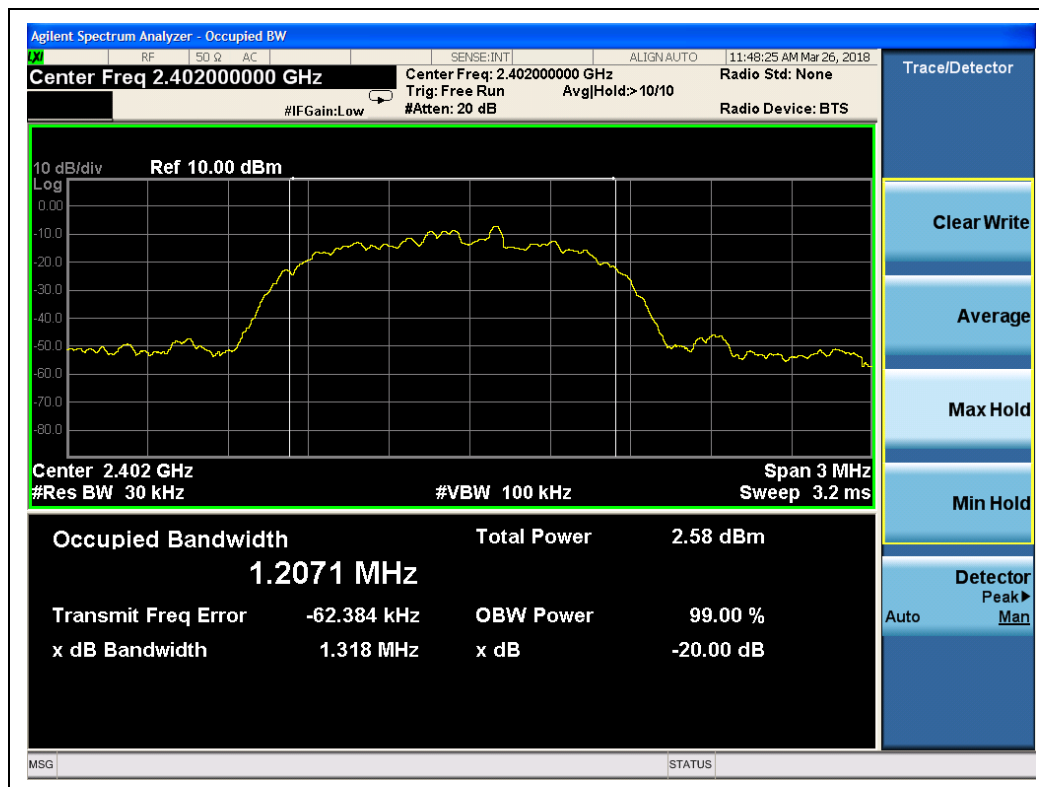 Agilent Spectrum Analyzer - Occupied BW
LXI RF 50 Ω AC SENSE:INT ALIGN AUTO 11:48:25 AM Mar 26, 2018
Center Freq 2.402000000 GHz
Center Freq: 2.402000000 GHz
Radio Std: None
Trig: Free Run Avg|Hold:> 10/10
#IFGain:Low
#Atten: 20 dB
Radio Device: BTS
10 dB/div Ref 10.00 dBm
Log
0.00
-10.0
-20.0
-30.0
-40.0
-50.0
-60.0
-70.0
-80.0
Center 2.402 GHz
Span 3 MHz
#Res BW 30 kHz
#VBW 100 kHz
Sweep 3.2 ms
Occupied Bandwidth
Total Power 2.58 dBm
1.2071 MHz
Transmit Freq Error -62.384 kHz
OBW Power 99.00 %
x dB Bandwidth 1.318 MHz
x dB -20.00 dB
Trace/Detector
Clear Write
Average
Max Hold
Min Hold
Detector
Peak▶
Auto Man
MSG
STATUS